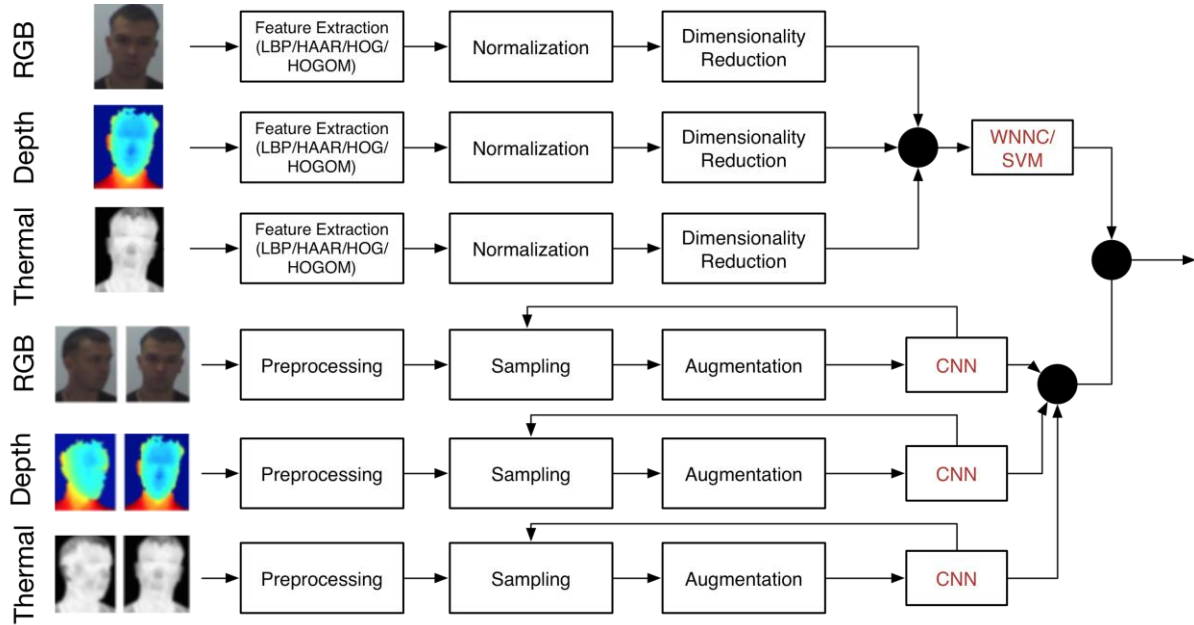 RGB
Feature Extraction
(LBP/HAAR/HOG/
HOGOM)
Normalization
Dimensionality
Reduction
Depth
Feature Extraction
(LBP/HAAR/HOG/
HOGOM)
Normalization
Dimensionality
Reduction
WNNC/
SVM
Thermal
Feature Extraction
(LBP/HAAR/HOG/
HOGOM)
Normalization
Dimensionality
Reduction
RGB
Preprocessing
Sampling
Augmentation
CNN
Depth
Preprocessing
Sampling
Augmentation
CNN
Thermal
Preprocessing
Sampling
Augmentation
CNN